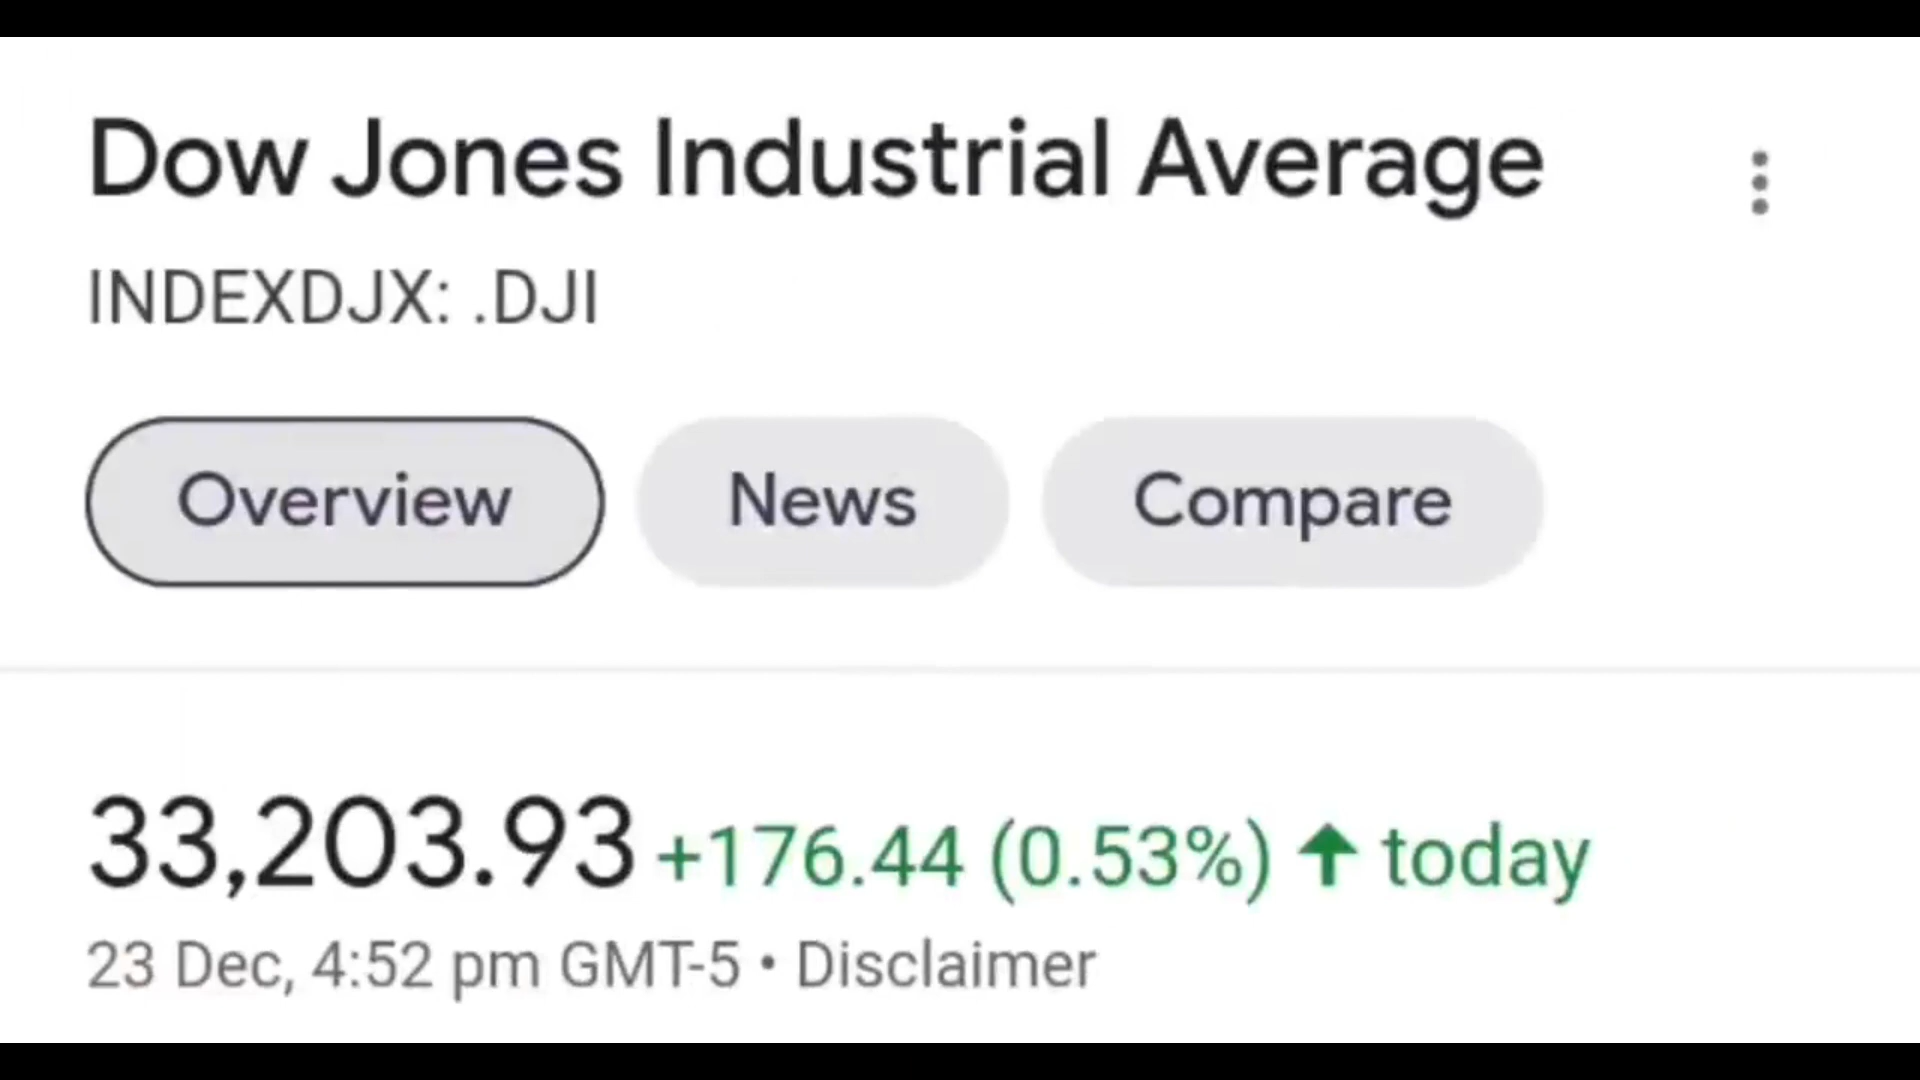 Dow Jones Industrial Average
INDEXDJX: .DJI
Overview News Compare
33,203.93 +176.44 (0.53%) ↑ today
23 Dec, 4:52 pm GMT-5 • Disclaimer